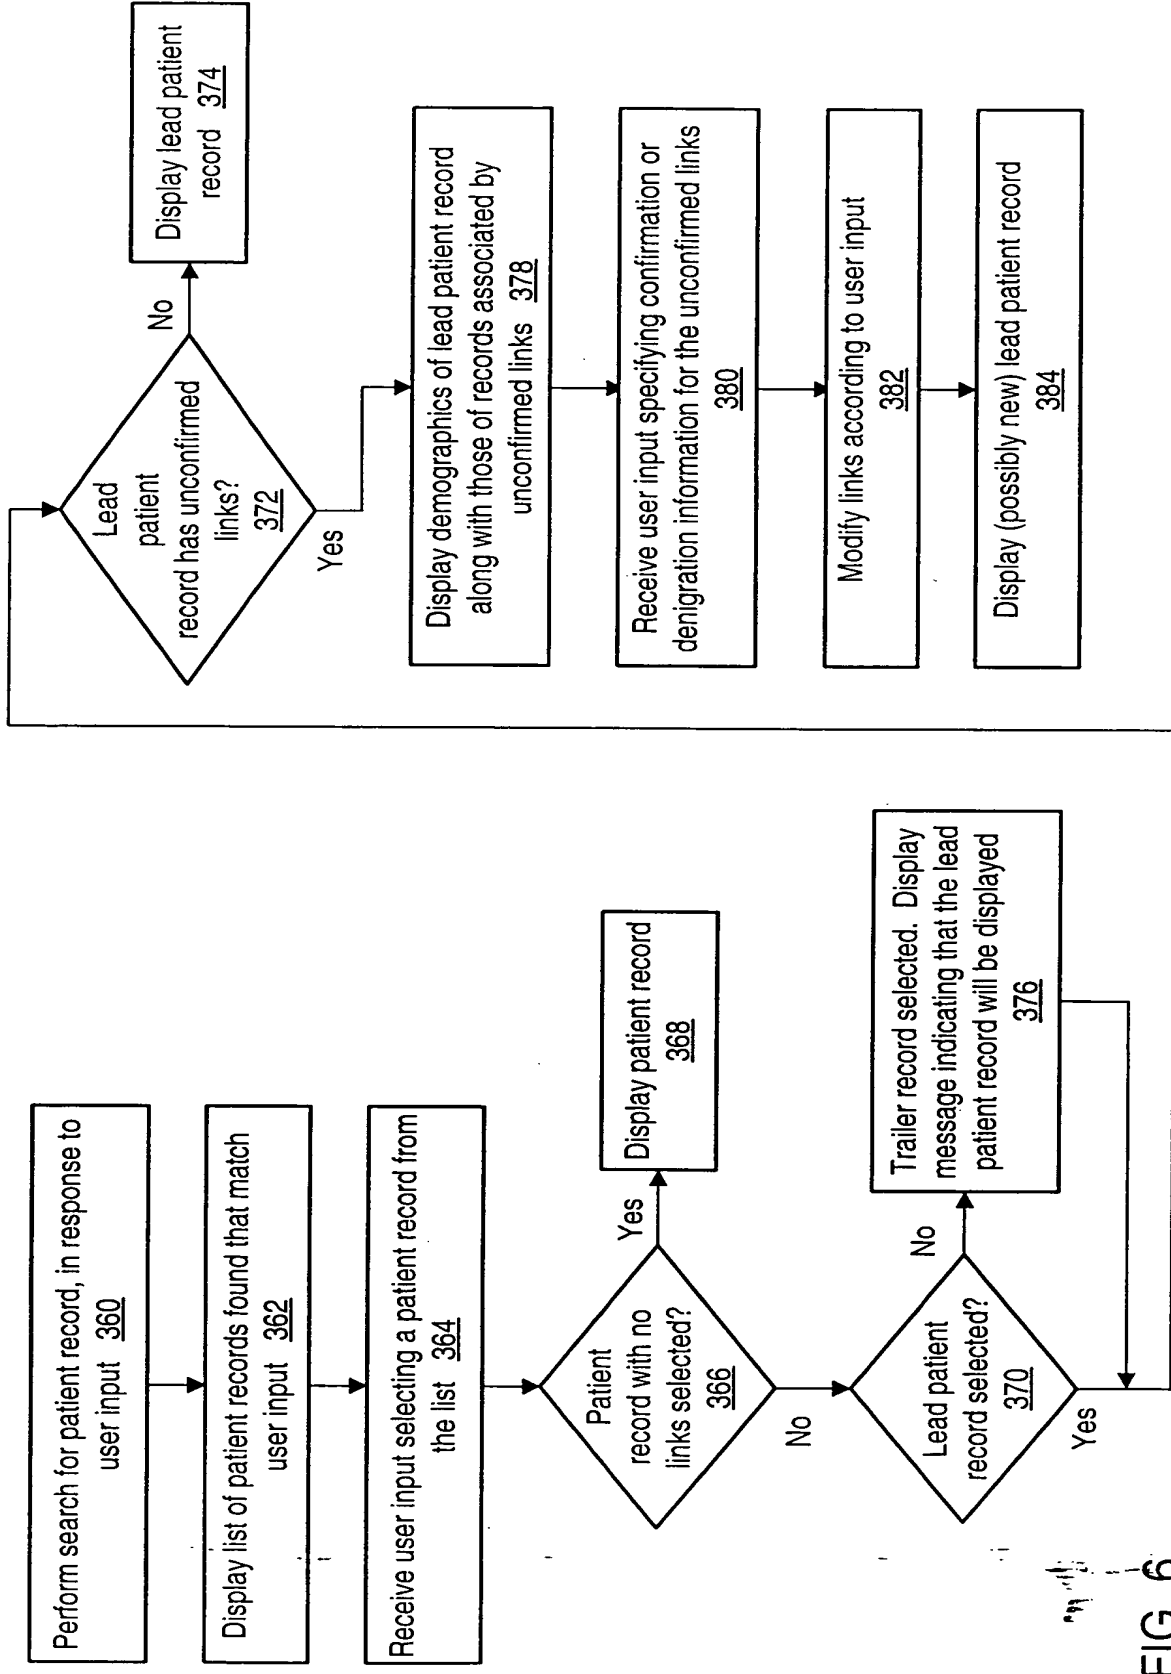 Perform search for patient record, in response to
user input 360
Display list of patient records found that match
user input 362
Receive user input selecting a patient record from
the list 364
Patient
record with no
links selected?
366
Yes
Display patient record
368
No
Lead patient
record selected?
370
No
Trailer record selected. Display
message indicating that the lead
patient record will be displayed
376
Yes
Lead
patient
record has unconfirmed
links?
372
No
Display lead patient
record 374
Yes
Display demographics of lead patient record
along with those of records associated by
unconfirmed links 378
Receive user input specifying confirmation or
denigration information for the unconfirmed links
380
Modify links according to user input
382
Display (possibly new) lead patient record
384
FIG. 6